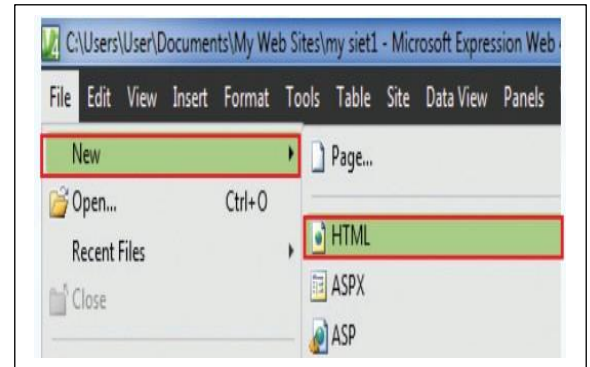 C:\Users\User\Documents\My Web Sites\my siet1 - Microsoft Expression Web
File Edit View Insert Format Tools Table Site Data View Panels
New
Page...
Open... Ctrl+O
HTML
Recent Files
ASPX
Close
ASP